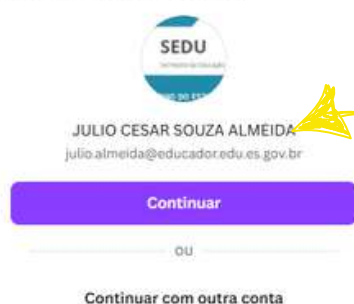 SEDU
JULIO CESAR SOUZA ALMEIDA
julio.almeida@educador.edu.es.gov.br
Continuar
OU
Continuar com outra conta